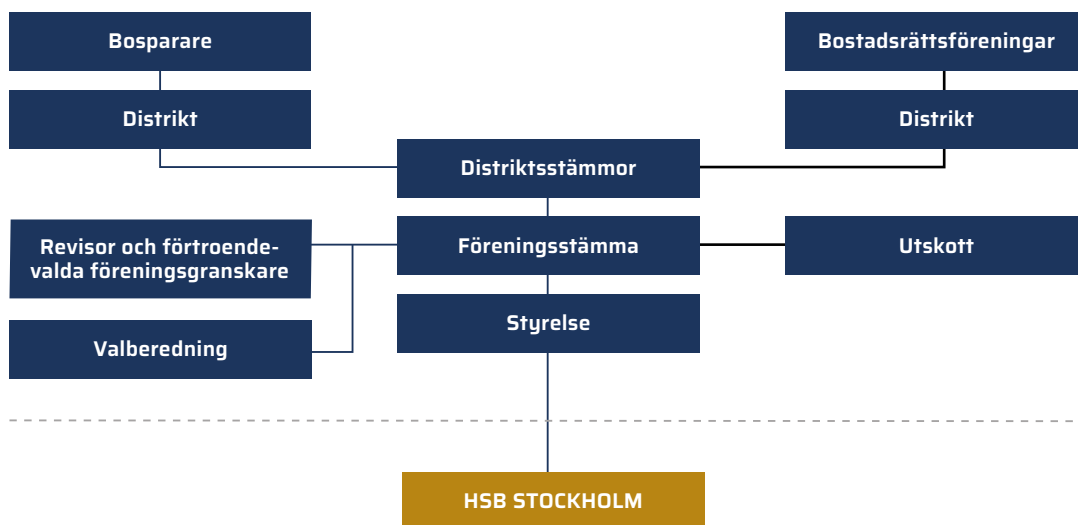 Bosparare
Bostadsrättsföreningar
Distrikt
Distrikt
Distriktsstämmor
Revisor och förtroende-
valda föreningsgranskare
Föreningsstämma
Utskott
Styrelse
Valberedning
HSB STOCKHOLM